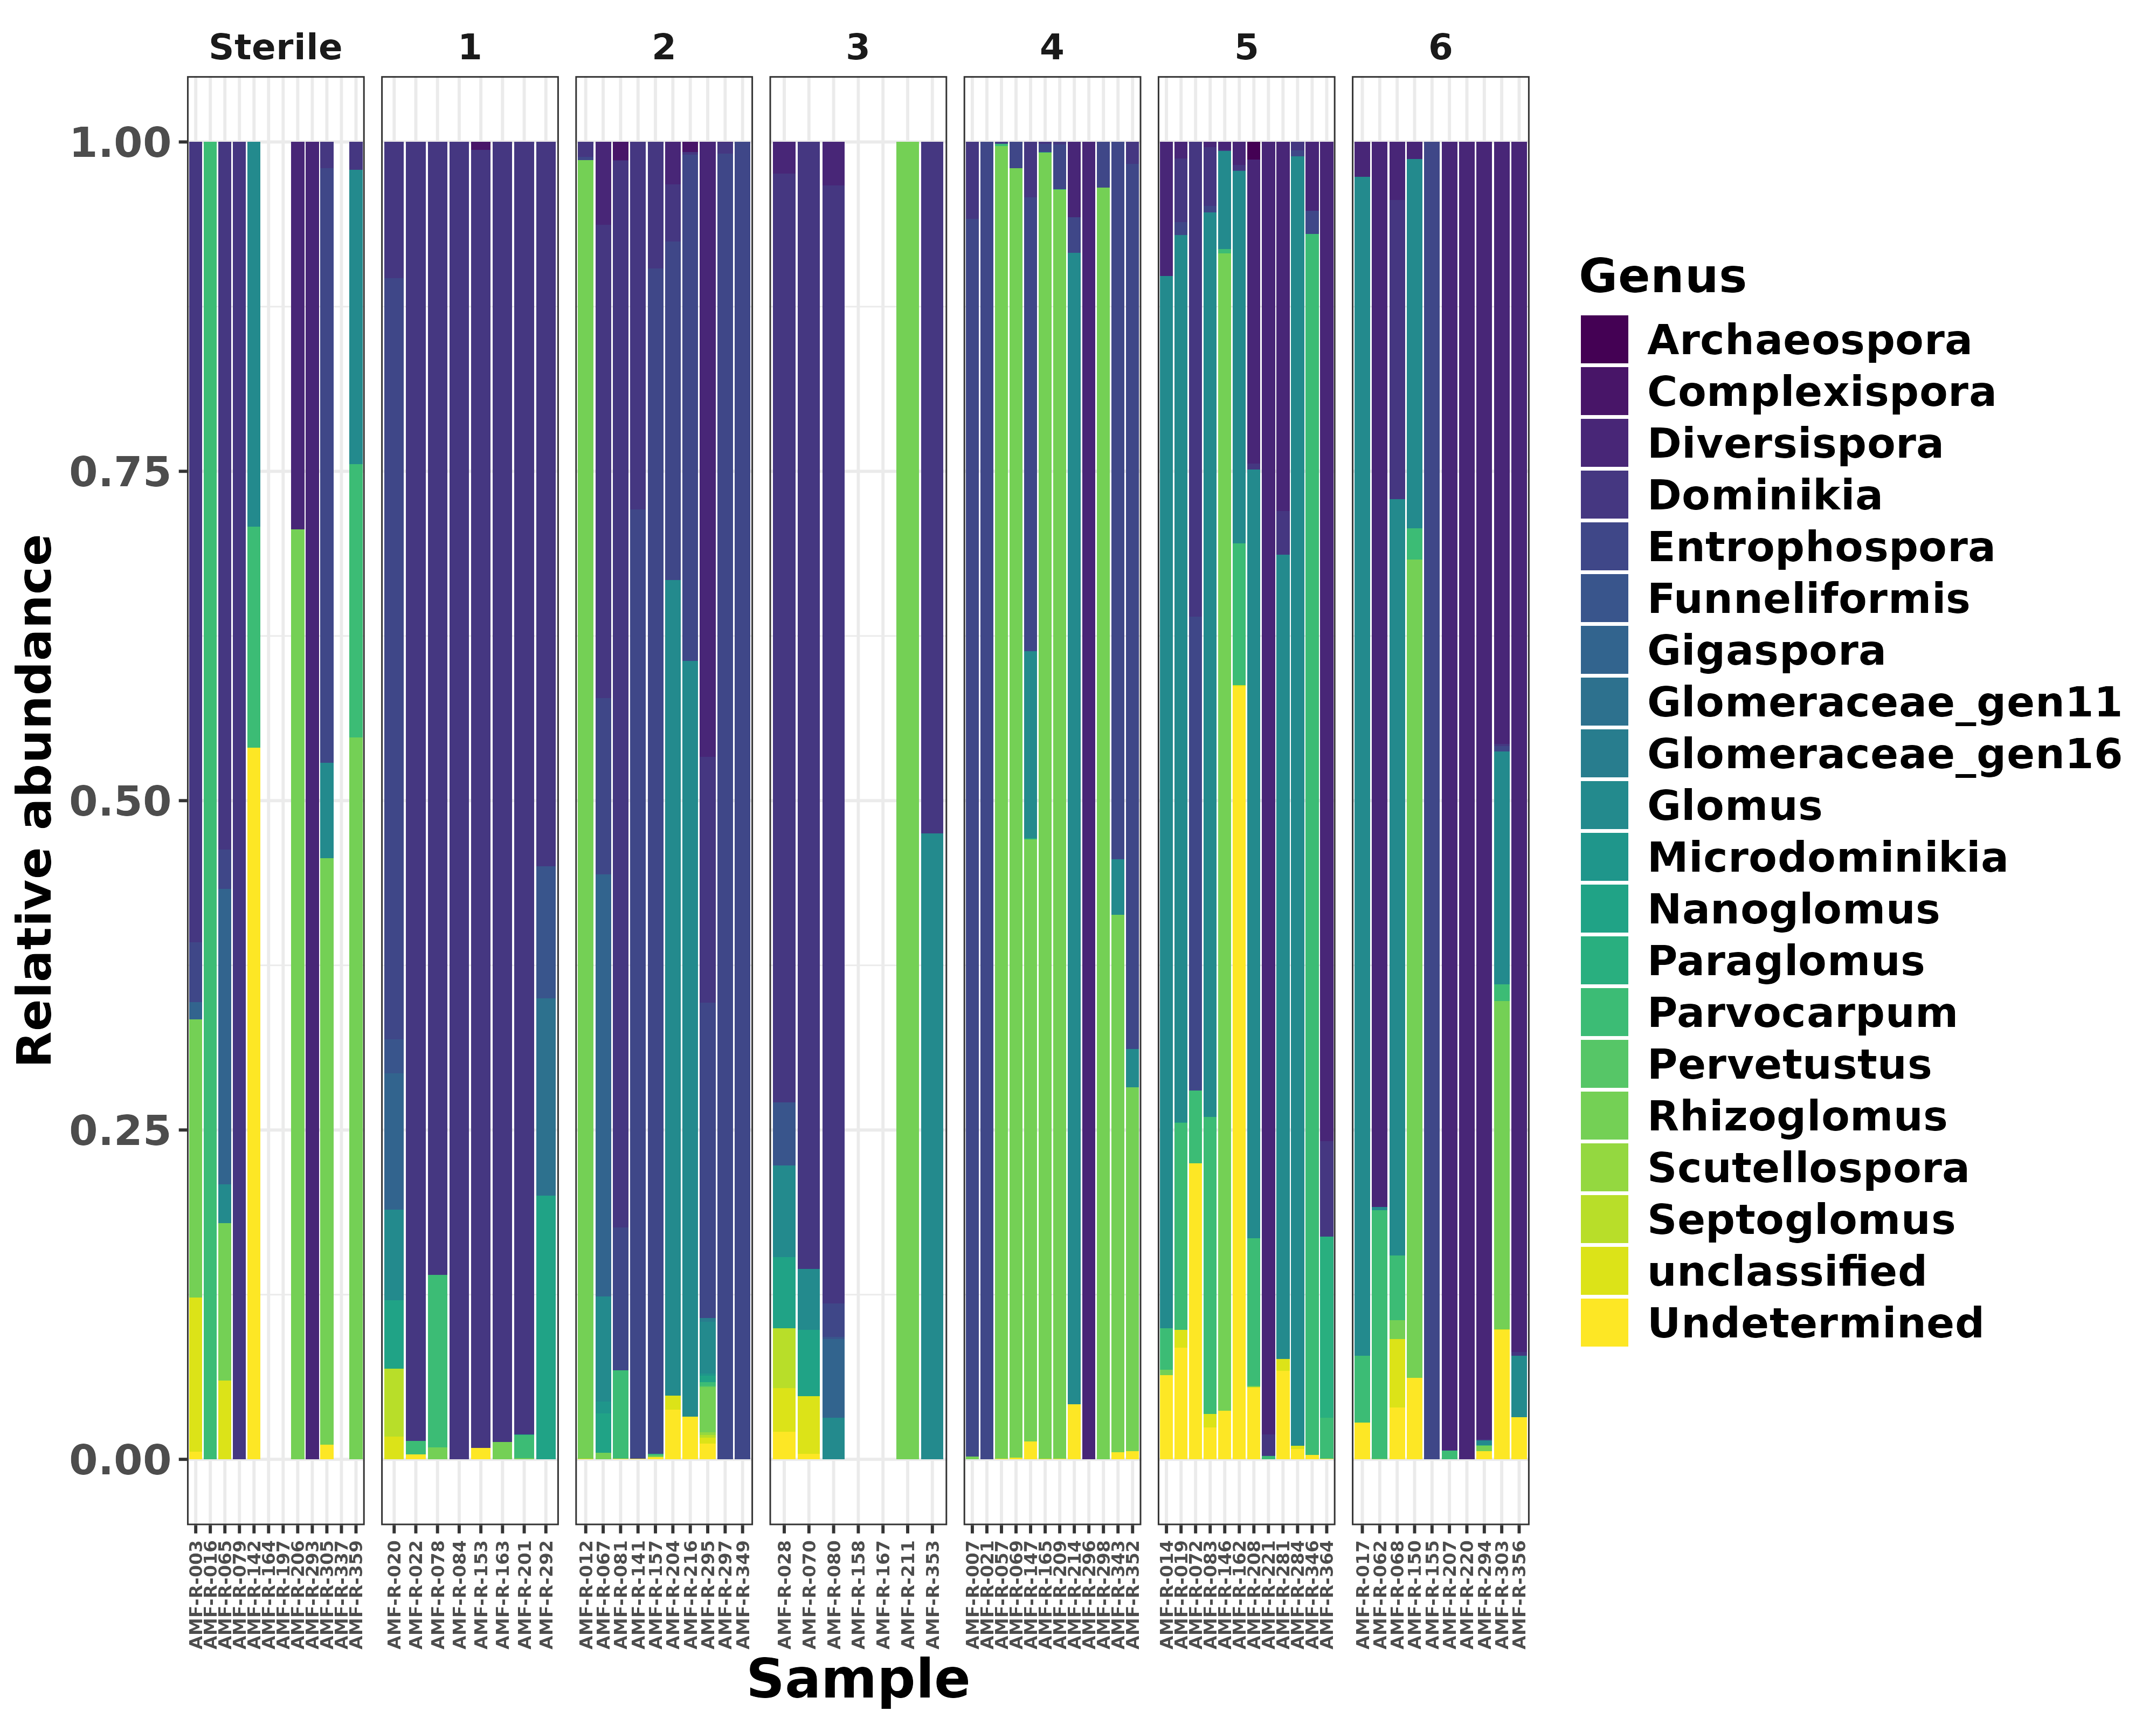 Sterile 1 2 3 4 5 6
Relative abundance
1.00
0.75
0.50
0.25
0.00
AMF-R-003
AMF-R-016
AMF-R-065
AMF-R-079
AMF-R-142
AMF-R-164
AMF-R-197
AMF-R-206
AMF-R-293
AMF-R-305
AMF-R-337
AMF-R-359
AMF-R-020
AMF-R-022
AMF-R-078
AMF-R-084
AMF-R-153
AMF-R-163
AMF-R-201
AMF-R-292
AMF-R-012
AMF-R-067
AMF-R-081
AMF-R-141
AMF-R-157
AMF-R-204
AMF-R-216
AMF-R-295
AMF-R-297
AMF-R-349
AMF-R-028
AMF-R-070
AMF-R-080
AMF-R-158
AMF-R-167
AMF-R-211
AMF-R-353
AMF-R-007
AMF-R-021
AMF-R-057
AMF-R-069
AMF-R-147
AMF-R-165
AMF-R-209
AMF-R-214
AMF-R-296
AMF-R-298
AMF-R-343
AMF-R-352
AMF-R-014
AMF-R-019
AMF-R-072
AMF-R-083
AMF-R-146
AMF-R-162
AMF-R-208
AMF-R-221
AMF-R-281
AMF-R-284
AMF-R-346
AMF-R-364
AMF-R-017
AMF-R-062
AMF-R-068
AMF-R-150
AMF-R-155
AMF-R-207
AMF-R-220
AMF-R-294
AMF-R-303
AMF-R-356
Sample
Genus
Archaeospora
Complexispora
Diversispora
Dominikia
Entrophospora
Funneliformis
Gigaspora
Glomeraceae_gen11
Glomeraceae_gen16
Glomus
Microdominikia
Nanoglomus
Paraglomus
Parvocarpum
Pervetustus
Rhizoglomus
Scutellospora
Septoglomus
unclassified
Undetermined